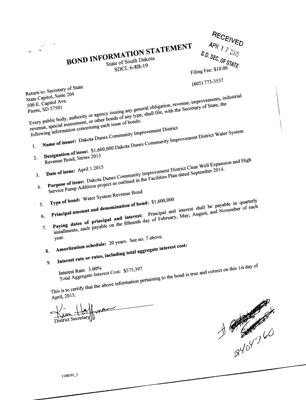 RECEIVED
APR 17 2015
S.D. SEC. OF STATE
BOND INFORMATION STATEMENT
State of South Dakota
SDCL 6-8B-19
Return to: Secretary of State
State Capitol, Suite 204
500 E. Capitol Ave.
Pierre, SD 57501
Filing Fee: $10.00
(605) 773-3537
Every public body, authority or agency issuing any general obligation, revenue, improvements, industrial
revenue, special assessment, or other bonds of any type, shall file, with the Secretary of State, the
following information concerning each issue of bonds:
1. Name of issuer: Dakota Dunes Community Improvement District
2. Designation of issue: $1,600,000 Dakota Dunes Community Improvement District Water System
Revenue Bond, Series 2015
3. Date of issue: April 1 2015
4. Purpose of issue: Dakota Dunes Community Improvement District Clear Well Expansion and High
Service Pump Addition project as outlined in the Facilities Plan dated September 2014.
5. Type of bond: Water System Revenue Bond
6. Principal amount and denomination of bond: $1,600,000
7. Paying dates of principal and interest: Principal and interest shall be payable in quarterly
installments, each payable on the fifteenth day of February, May, August, and November of each
year.
8. Amortization schedule: 20 years. See no. 7 above.
9. Interest rate or rates, including total aggregate interest cost:
Interest Rate: 3.00%
Total Aggregate Interest Cost: $575,397
This is to certify that the above information pertaining to the bond is true and correct on this 1st day of
April, 2015.
District Secretary
2404760